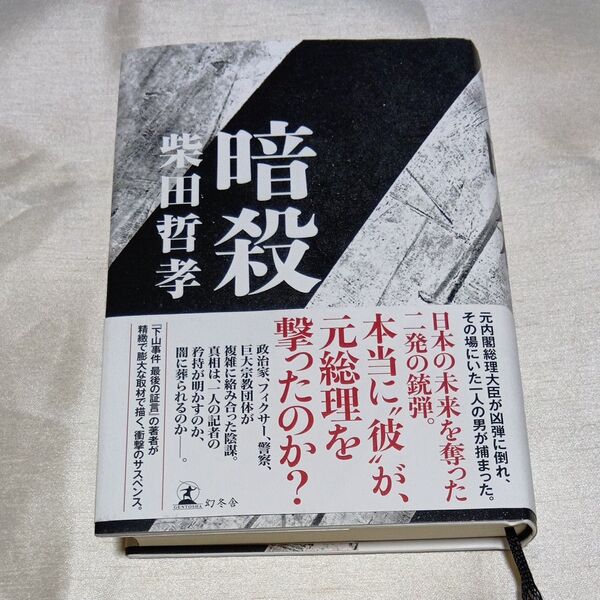 暗殺
柴田哲孝
元内閣総理大臣が凶弾に倒れ、
その場にいた一人の男が捕まった。
日本の未来を奪った
二発の銃弾。
本当に〝彼〟が、
元総理を
撃ったのか?
政治家、フィクサー、警察、
巨大宗教団体が
複雑に絡み合った陰謀。
真相は一人の記者の
矜持が明かすのか、
闇に葬られるのか――。
『下山事件 最後の証言』の著者が
精緻で膨大な取材で描く、衝撃のサスペンス。
GENTOSHA
幻冬舎